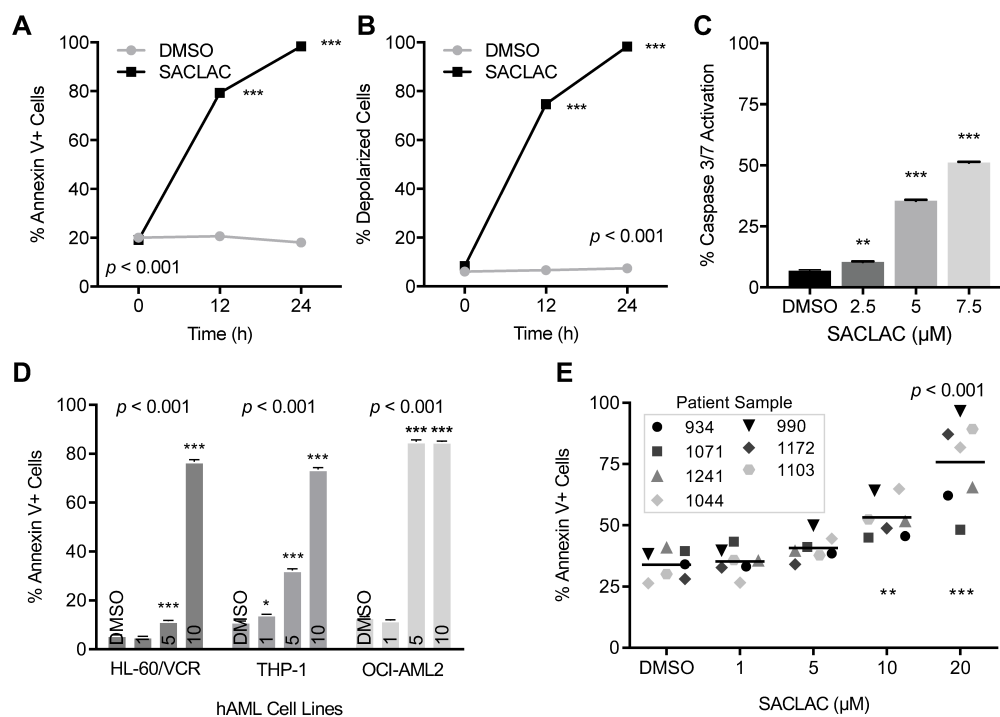 A
100
80
60
40
20
0
% Annexin V+ Cells
DMSO
SACLAC
***
***
p < 0.001
0 12 24
Time (h)
B
100
80
60
40
20
0
% Depolarized Cells
DMSO
SACLAC
***
***
p < 0.001
0 12 24
Time (h)
C
100
75
50
25
0
% Caspase 3/7 Activation
**
***
***
DMSO 2.5 5 7.5
SACLAC (µM)
D
100
80
60
40
20
0
% Annexin V+ Cells
p < 0.001 p < 0.001 p < 0.001
*** ***
* *** ***
*** ***
DMSO 1 5 10
DMSO 1 5 10
DMSO 1 5 10
HL-60/VCR THP-1 OCI-AML2
hAML Cell Lines
E
100
75
50
25
0
% Annexin V+ Cells
p < 0.001
Patient Sample
934 990
1071 1172
1241 1103
1044
** ***
DMSO 1 5 10 20
SACLAC (µM)